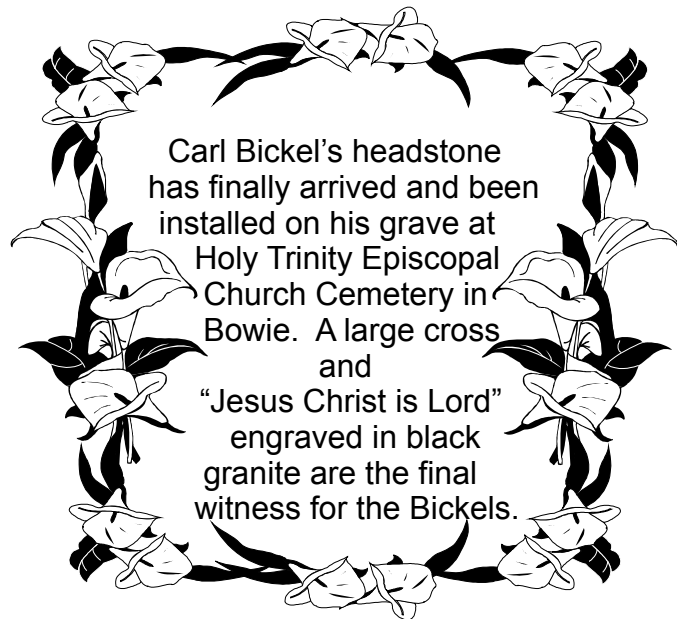 Carl Bickel’s headstone
has finally arrived and been
installed on his grave at
Holy Trinity Episcopal
Church Cemetery in
Bowie.  A large cross
and
“Jesus Christ is Lord”
engraved in black
granite are the final
witness for the Bickels.